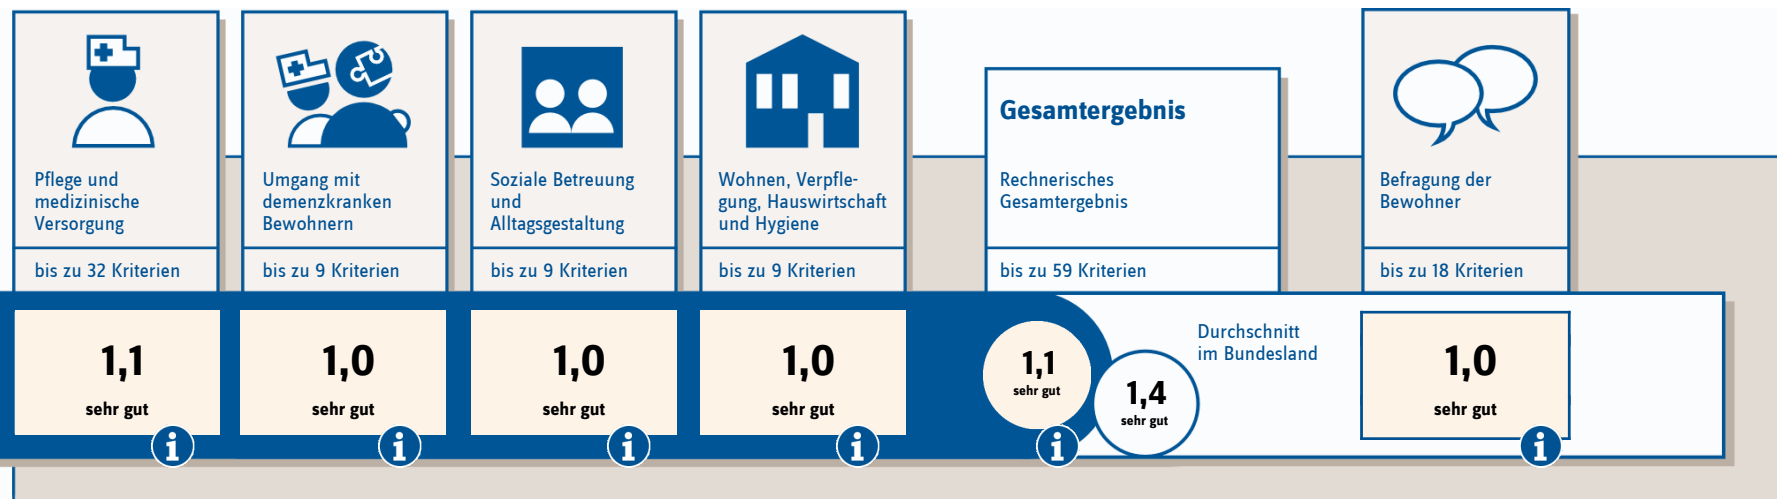 Pflege und
medizinische
Versorgung
bis zu 32 Kriterien
1,1
sehr gut
Umgang mit
demenzkranken
Bewohnern
bis zu 9 Kriterien
1,0
sehr gut
Soziale Betreuung
und
Alltagsgestaltung
bis zu 9 Kriterien
1,0
sehr gut
Wohnen, Verpfle-
gung, Hauswirtschaft
und Hygiene
bis zu 9 Kriterien
1,0
sehr gut
Gesamtergebnis
Rechnerisches
Gesamtergebnis
bis zu 59 Kriterien
1,1
sehr gut
Durchschnitt
im Bundesland
1,4
sehr gut
Befragung der
Bewohner
bis zu 18 Kriterien
1,0
sehr gut